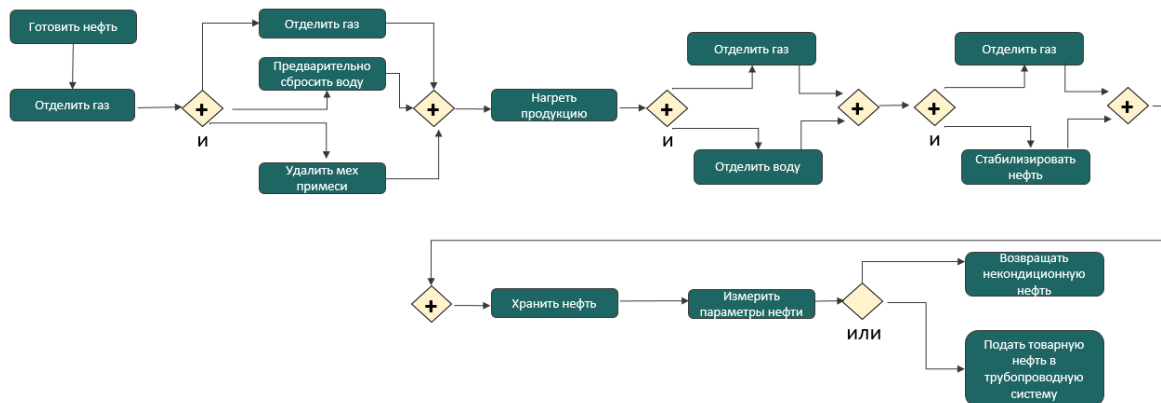 Готовить нефть
Отделить газ
+
и
Отделить газ
Предварительно
сбросить воду
Удалить мех
примеси
+
Нагреть
продукцию
+
и
Отделить газ
Отделить воду
+
+
и
Отделить газ
Стабилизировать
нефть
+
+
Хранить нефть
Измерить
параметры нефти
или
Возвращать
некондиционную
нефть
Подать товарную
нефть в
трубопроводную
систему